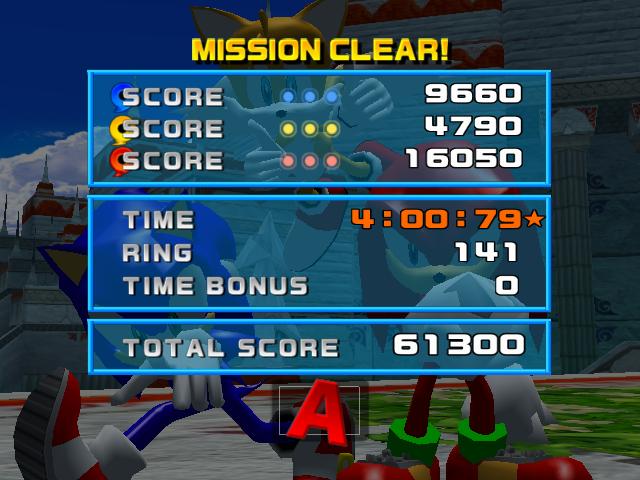 MISSION CLEAR!
SCORE 9660
SCORE 4790
SCORE 16050
TIME 4:00:79★
RING 141
TIME BONUS 0
TOTAL SCORE 61300
A